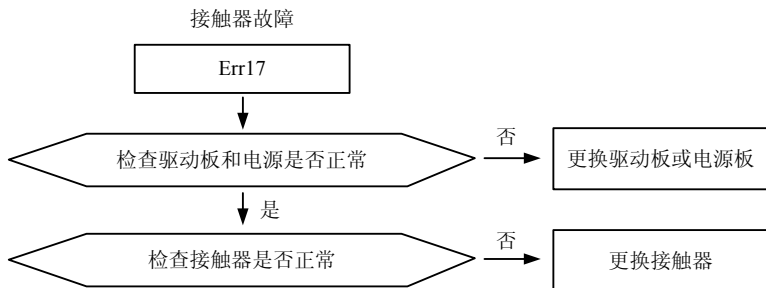 接触器故障
Err17
检查驱动板和电源是否正常
否
更换驱动板或电源板
是
检查接触器是否正常
否
更换接触器